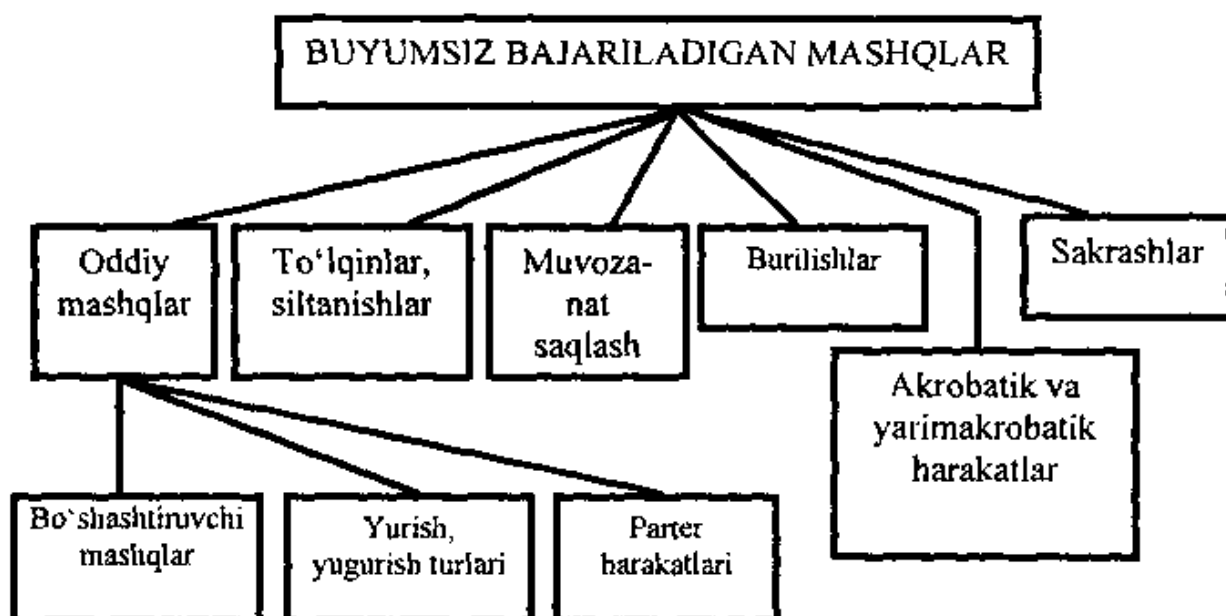 BUYUMSIZ BAJARILADIGAN MASHQLAR
Oddiy
mashqlar
To‘lqinlar,
siltanishlar
Muvoza-
nat
saqlash
Burilishlar
Sakrashlar
Akrobatik va
yarimakrobatik
harakatlar
Bo‘shashtiruvchi
mashqlar
Yurish,
yugurish turlari
Parter
harakatlari